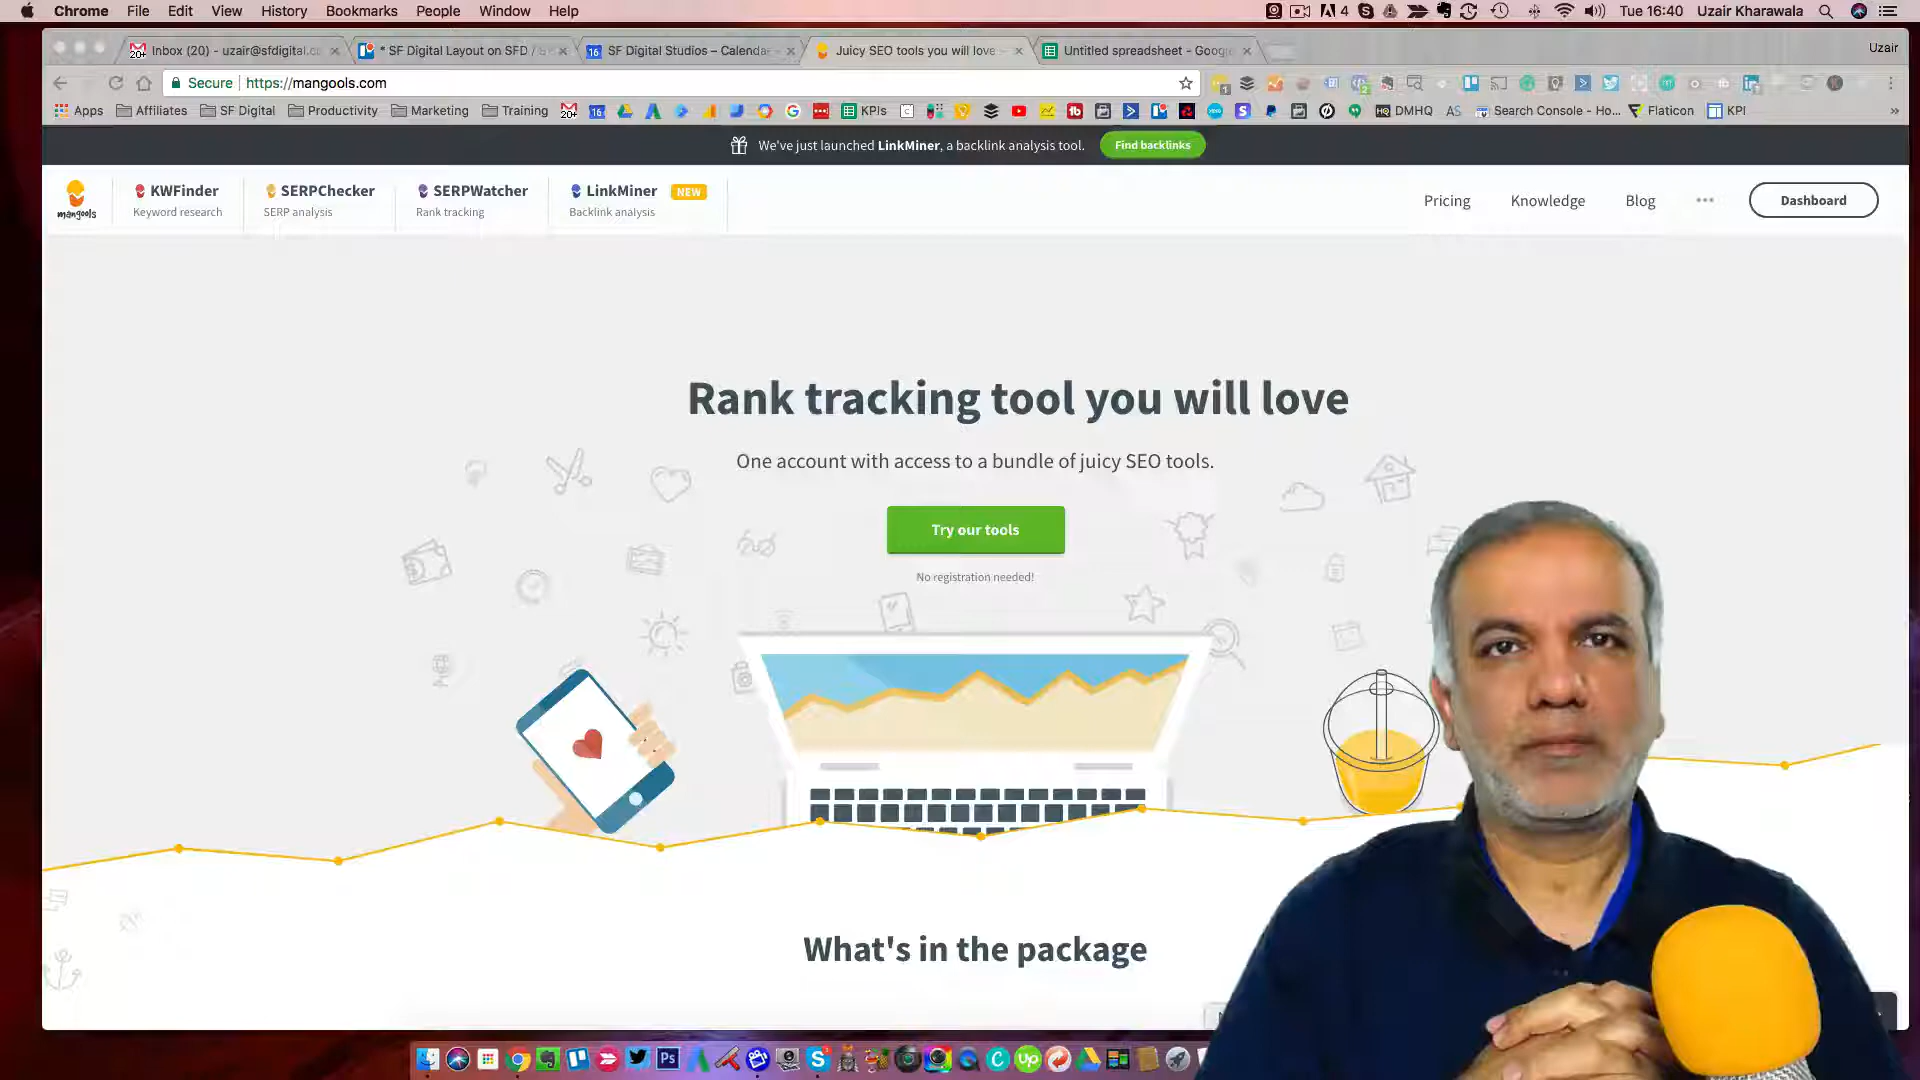 Chrome File Edit View History Bookmarks People Window Help
4 Tue 16:40 Uzair Kharawala
Inbox (20) - uzair@sfdigital.c
* SF Digital Layout on SFD /
SF Digital Studios – Calenda
Juicy SEO tools you will love
Untitled spreadsheet - Goog
Uzair
Secure https://mangools.com
Apps Affiliates SF Digital Productivity Marketing Training KPIs DMHQ Search Console - Ho... Flaticon KPI
We've just launched LinkMiner, a backlink analysis tool. Find backlinks
mangools
KWFinder
Keyword research
SERPChecker
SERP analysis
SERPWatcher
Rank tracking
LinkMiner NEW
Backlink analysis
Pricing Knowledge Blog Dashboard
Rank tracking tool you will love
One account with access to a bundle of juicy SEO tools.
Try our tools
No registration needed!
What's in the package